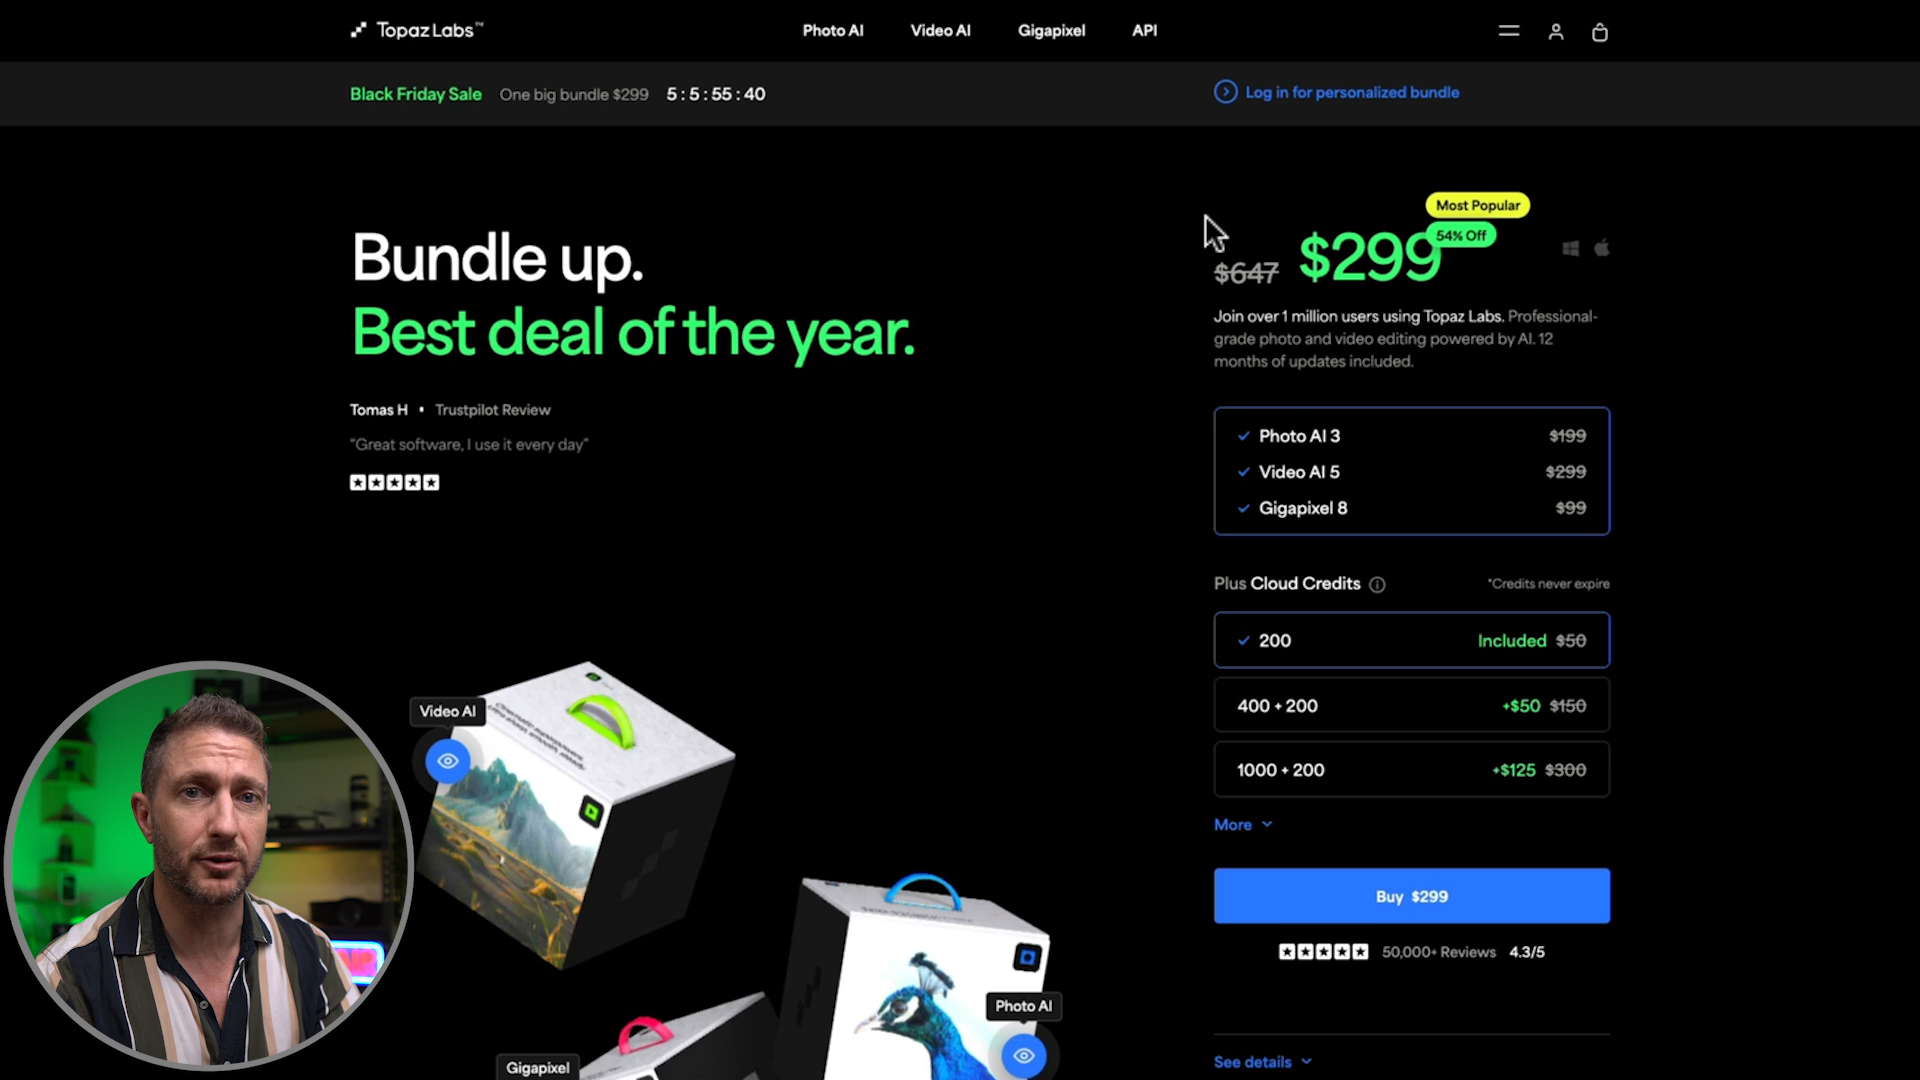 Topaz Labs™
Photo AI
Video AI
Gigapixel
API
Black Friday Sale One big bundle $299 5 : 5 : 55 : 40
Log in for personalized bundle
Bundle up.
Best deal of the year.
Tomas H • Trustpilot Review
"Great software, I use it every day"
Most Popular
54% Off
$647 $299
Join over 1 million users using Topaz Labs. Professional-
grade photo and video editing powered by AI. 12
months of updates included.
Photo AI 3 $199
Video AI 5 $299
Gigapixel 8 $99
Plus Cloud Credits *Credits never expire
200 Included $50
400 + 200 +$50 $150
1000 + 200 +$125 $300
More
Buy $299
50,000+ Reviews 4.3/5
See details
Video AI
Photo AI
Gigapixel